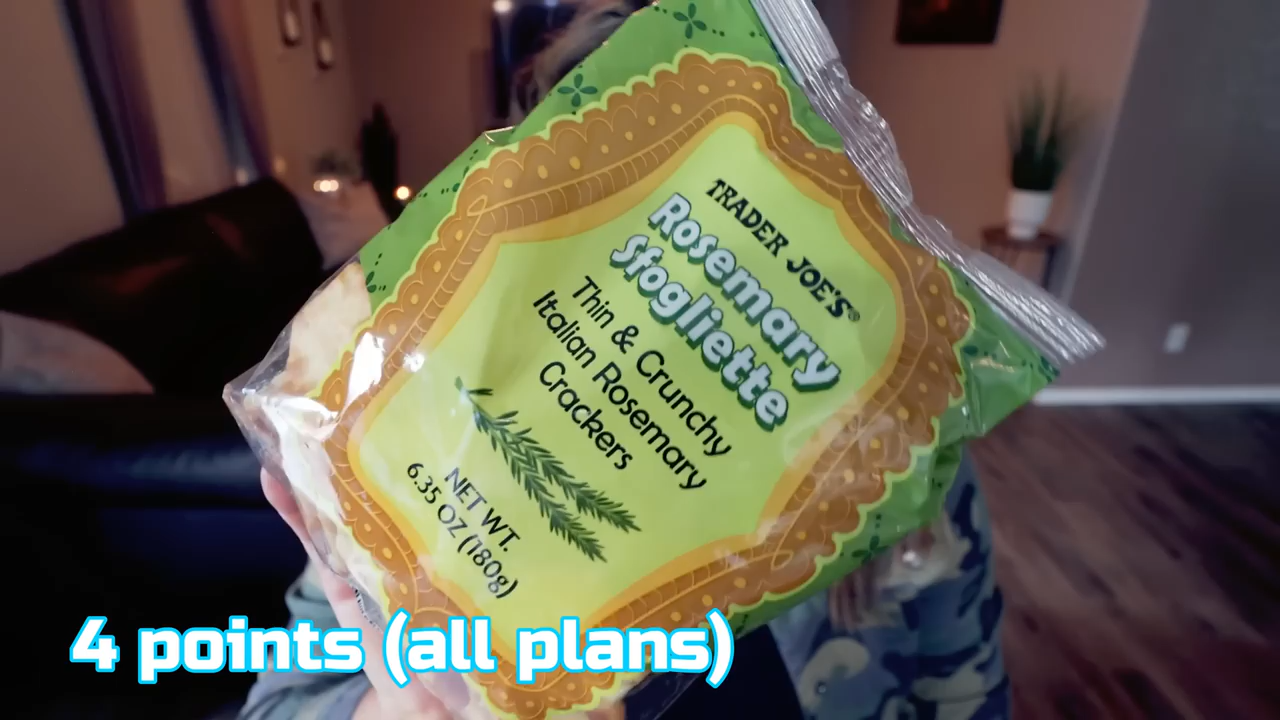 TRADER JOE'S®
Rosemary
Sfogliette
Thin & Crunchy
Italian Rosemary
Crackers
NET WT.
6.35 OZ (180g)
4 points (all plans)